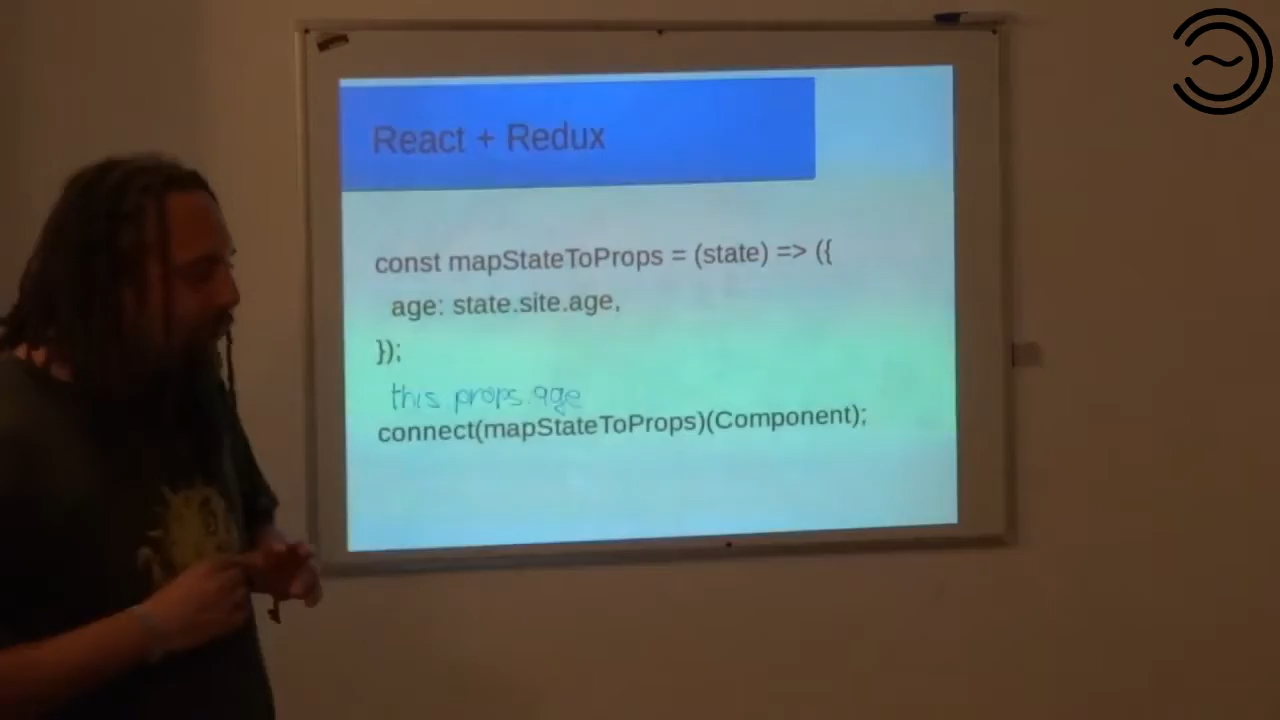 React + Redux
const mapStateToProps = (state) => ({
age: state.site.age,
});
this props.age
connect(mapStateToProps)(Component);